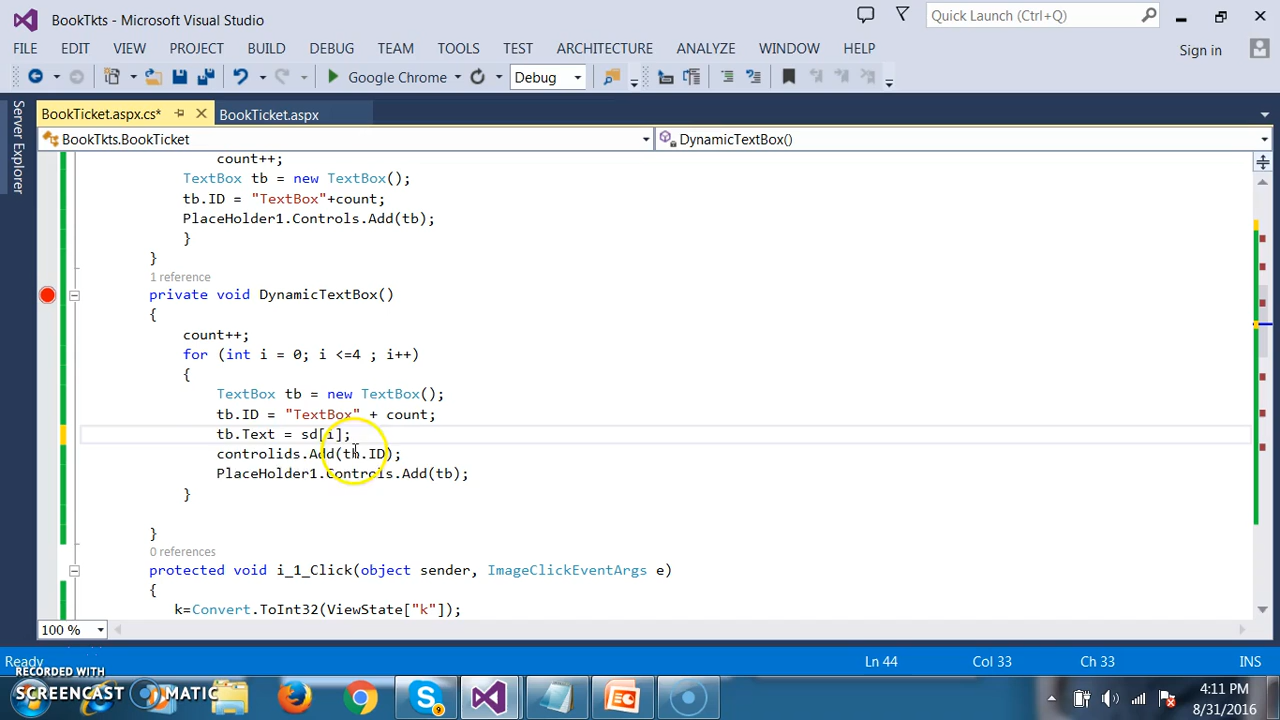 BookTkts - Microsoft Visual Studio
Quick Launch (Ctrl+Q)
FILE EDIT VIEW PROJECT BUILD DEBUG TEAM TOOLS TEST ARCHITECTURE ANALYZE WINDOW HELP
Sign in
Google Chrome Debug
Server Explorer
BookTicket.aspx.cs* BookTicket.aspx
BookTkts.BookTicket DynamicTextBox()
count++;
TextBox tb = new TextBox();
tb.ID = "TextBox"+count;
PlaceHolder1.Controls.Add(tb);
}
}
1 reference
private void DynamicTextBox()
{
count++;
for (int i = 0; i <=4 ; i++)
{
TextBox tb = new TextBox();
tb.ID = "TextBox" + count;
tb.Text = sd[i];
controlids.Add(tb.ID);
PlaceHolder1.Controls.Add(tb);
}
}
0 references
protected void i_1_Click(object sender, ImageClickEventArgs e)
{
k=Convert.ToInt32(ViewState["k"]);
100 %
Ready Ln 44 Col 33 Ch 33 INS
RECORDED WITH
SCREENCAST MATIC
9
4:11 PM
8/31/2016